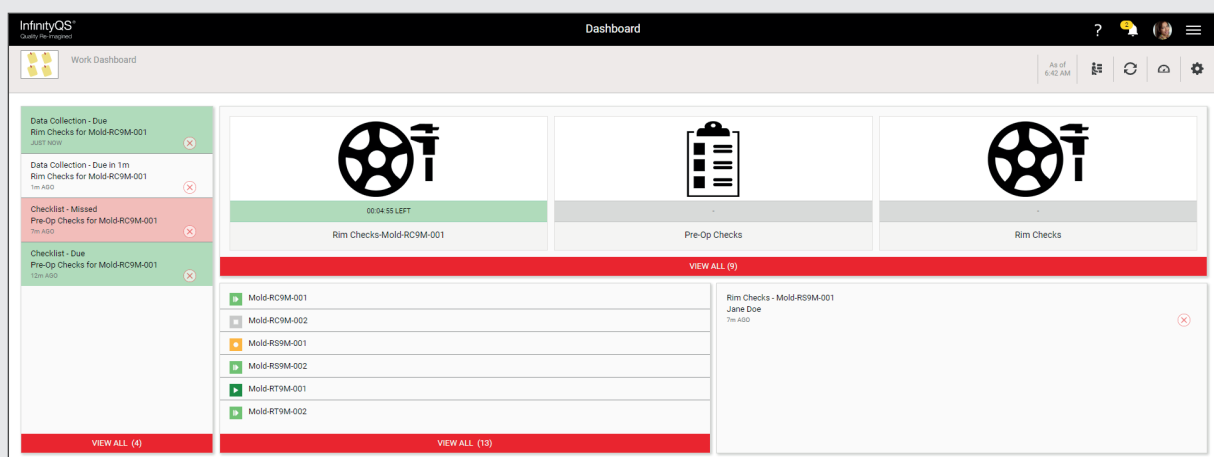 InfinityQS®
Quality Re-Imagined
Dashboard
?
2
Work Dashboard
As of
6:42 AM
Data Collection - Due
Rim Checks for Mold-RC9M-001
JUST NOW
Data Collection - Due in 1m
Rim Checks for Mold-RC9M-001
1m AGO
Checklist - Missed
Pre-Op Checks for Mold-RC9M-001
7m AGO
Checklist - Due
Pre-Op Checks for Mold-RC9M-001
12m AGO
VIEW ALL (4)
00:04:55 LEFT
Rim Checks-Mold-RC9M-001
-
Pre-Op Checks
-
Rim Checks
VIEW ALL (9)
Mold-RC9M-001
Mold-RC9M-002
Mold-RS9M-001
Mold-RS9M-002
Mold-RT9M-001
Mold-RT9M-002
VIEW ALL (13)
Rim Checks - Mold-RS9M-001
Jane Doe
7m AGO